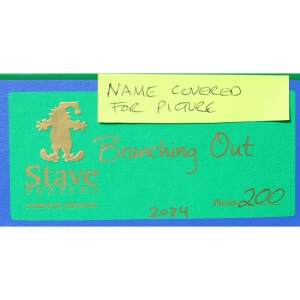 NAME COVERED
FOR PICTURE
Branching Out
Stave
PUZZLES
2024
Pieces 200